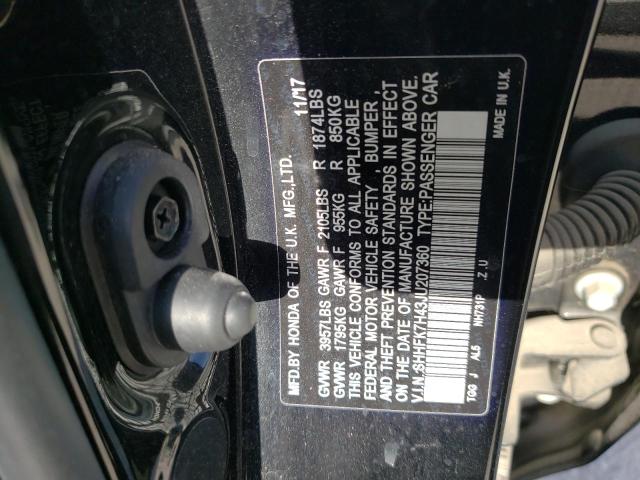 MFD.BY HONDA OF THE U.K. MFG.,LTD. 11/17
GVWR 3957LBS GAWR F 2105LBS R 1874LBS
GVWR 1795KG GAWR F 955KG R 850KG
THIS VEHICLE CONFORMS TO ALL APPLICABLE
FEDERAL MOTOR VEHICLE SAFETY , BUMPER ,
AND THEFT PREVENTION STANDARDS IN EFFECT
ON THE DATE OF MANUFACTURE SHOWN ABOVE.
V.I.N.:SHHFK7H43JU207360 TYPE:PASSENGER CAR
TGG J AL5 NH731P .Z U MADE IN U.K.